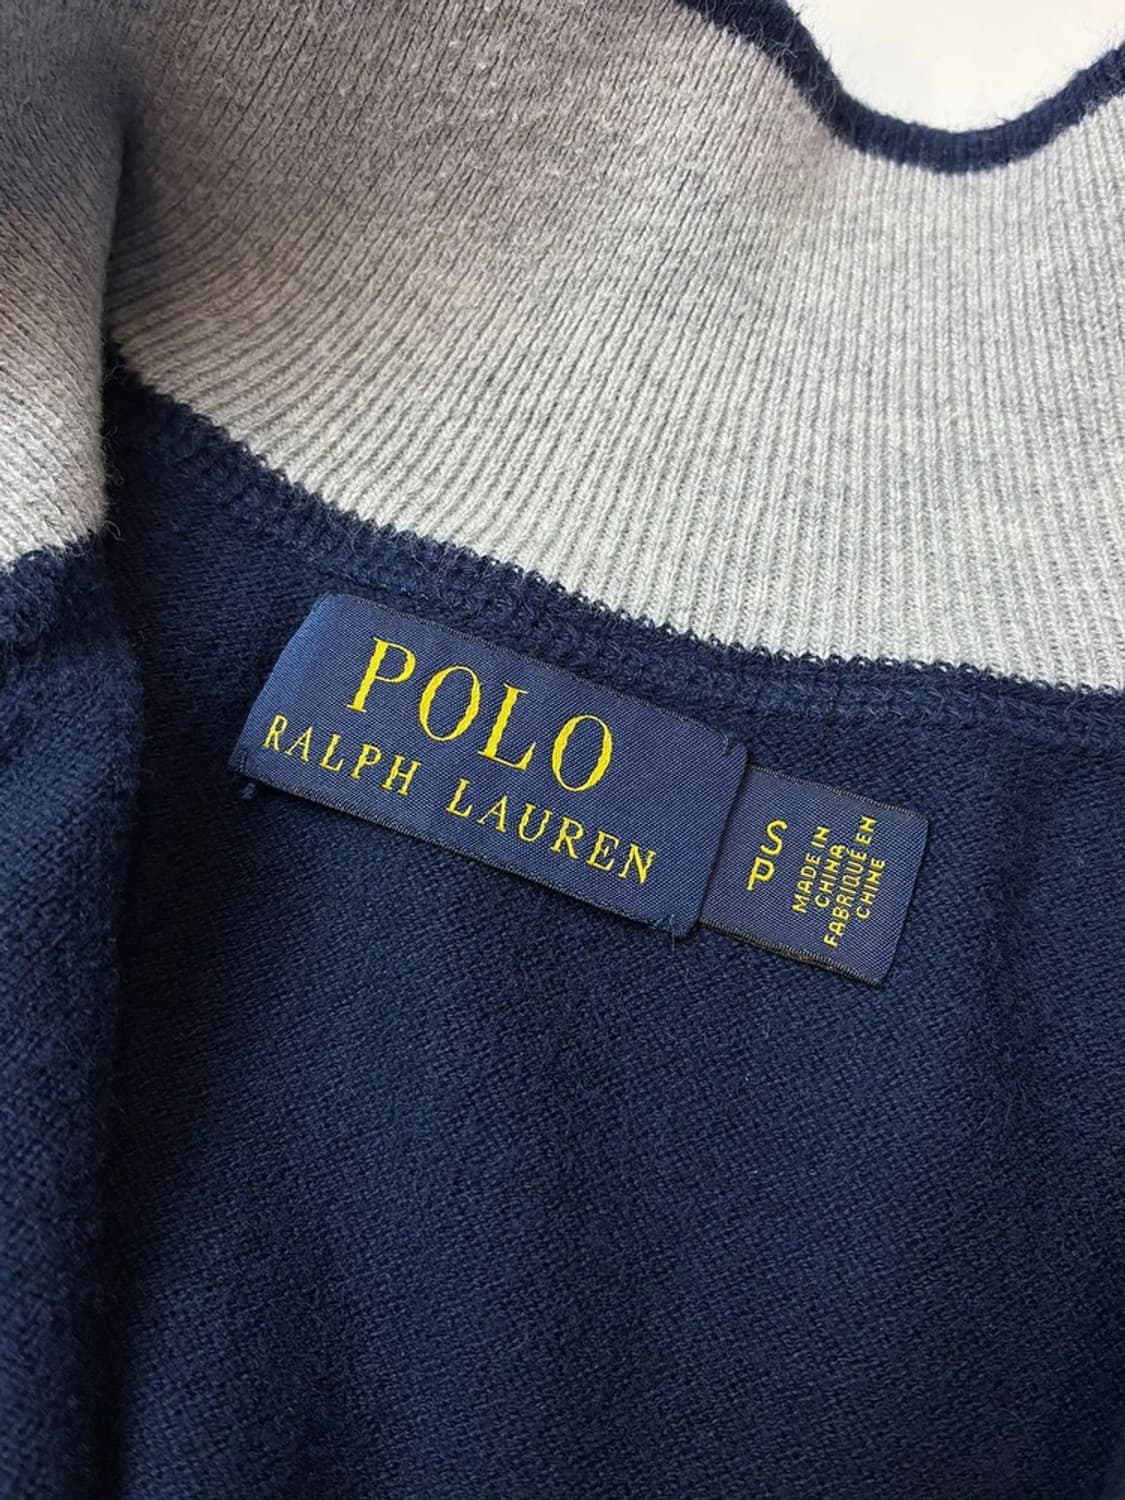 POLO
RALPH LAUREN
S
P
MADE IN
CHINA
FABRIQUÉ EN
CHINE